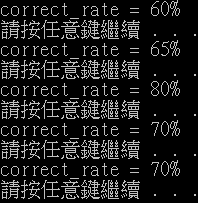 correct_rate = 60%
請按任意鍵繼續 . . .
correct_rate = 65%
請按任意鍵繼續 . . .
correct_rate = 80%
請按任意鍵繼續 . . .
correct_rate = 70%
請按任意鍵繼續 . . .
correct_rate = 70%
請按任意鍵繼續 . . .